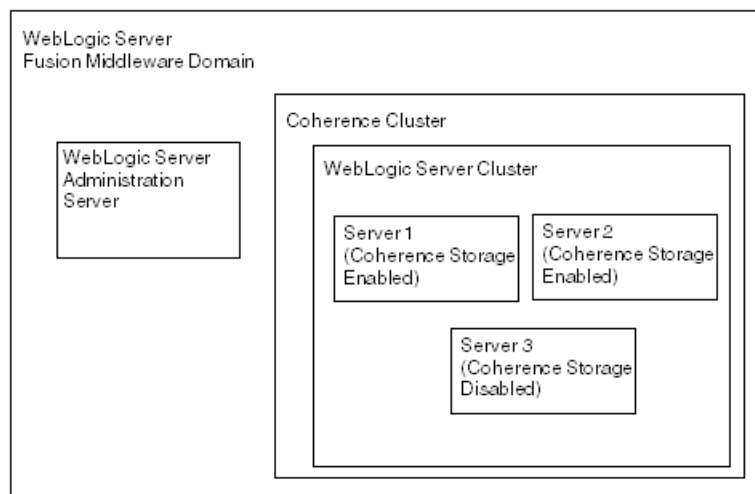 WebLogic Server
Fusion Middleware Domain
Coherence Cluster
WebLogic Server
Administration
Server
WebLogic Server Cluster
Server 1
(Coherence Storage
Enabled)
Server 2
(Coherence Storage
Enabled)
Server 3
(Coherence Storage
Disabled)